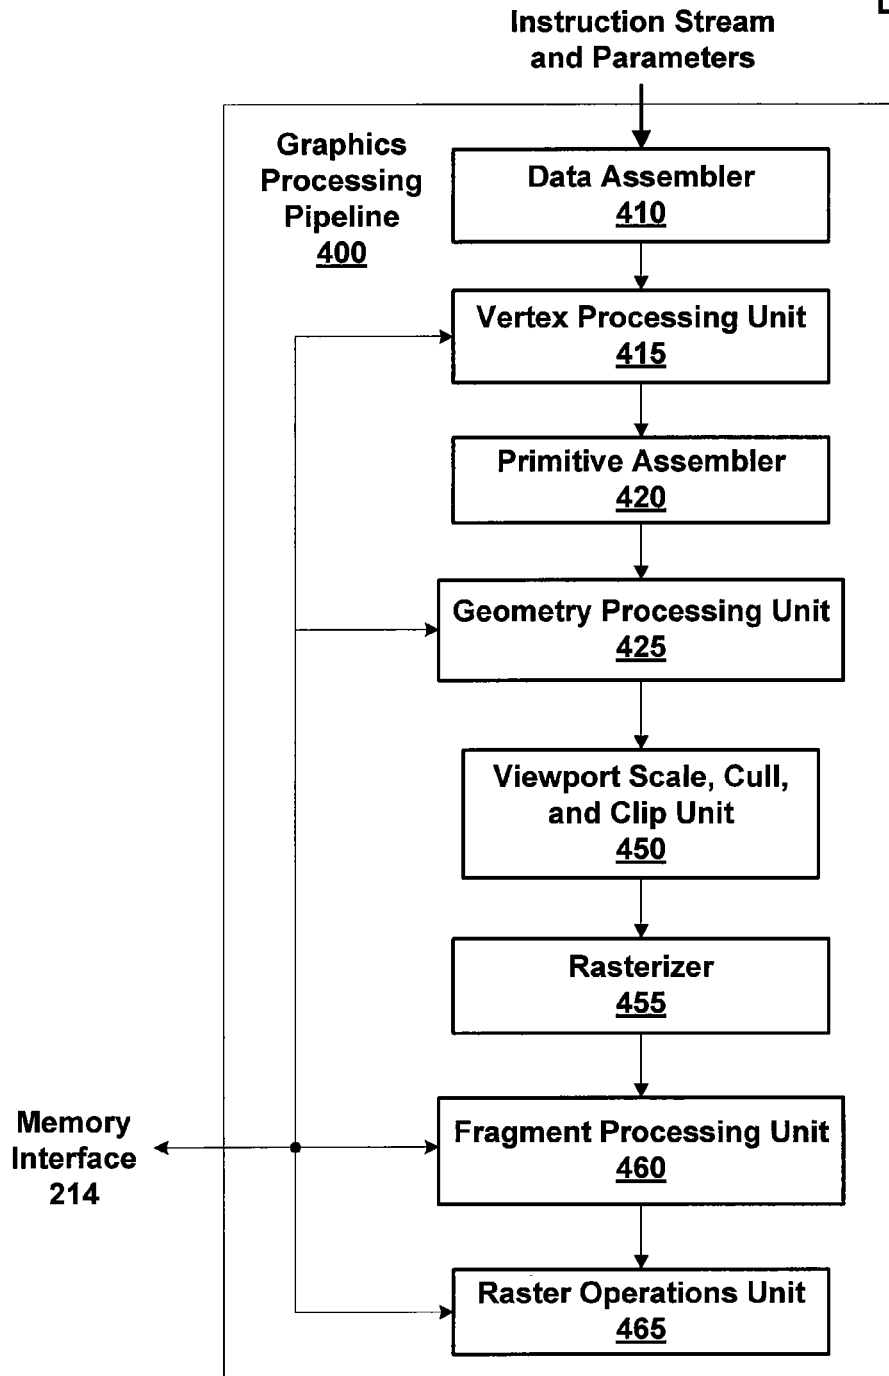 Instruction Stream
and Parameters
Graphics
Processing
Pipeline
400
Data Assembler
410
Vertex Processing Unit
415
Primitive Assembler
420
Geometry Processing Unit
425
Viewport Scale, Cull,
and Clip Unit
450
Rasterizer
455
Memory
Interface
214
Fragment Processing Unit
460
Raster Operations Unit
465